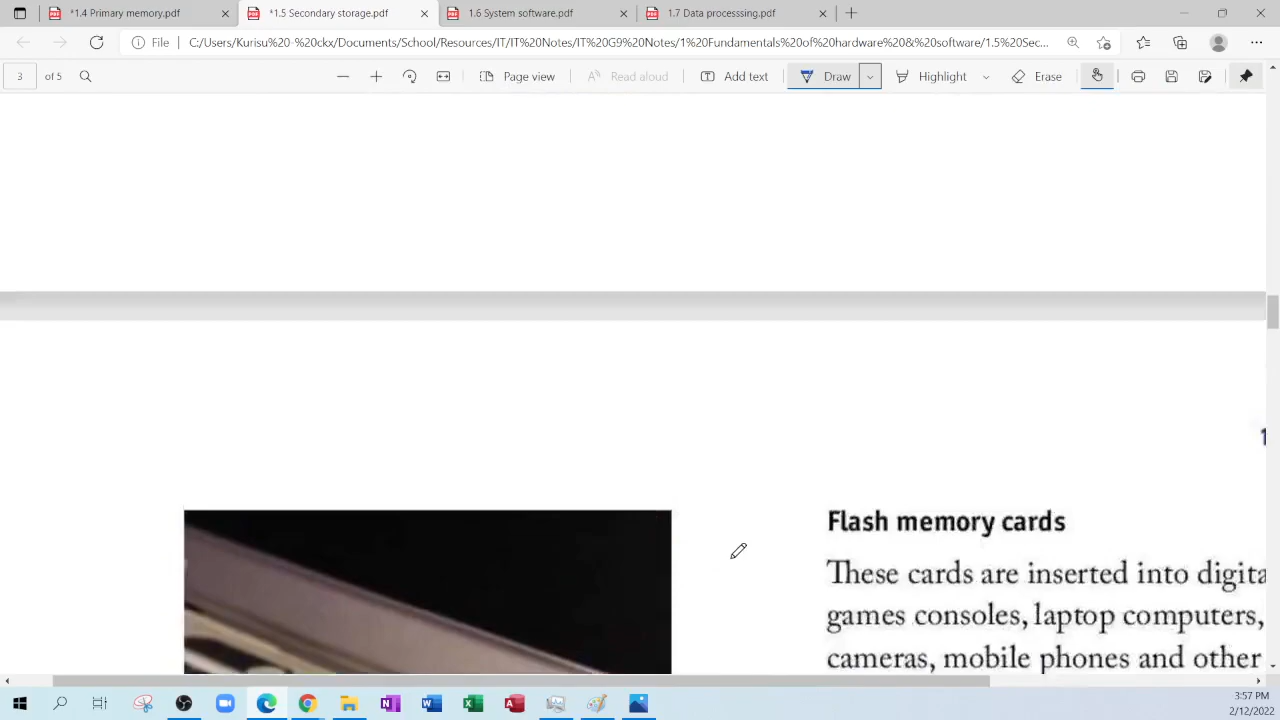 *1.4 Primary memory.pdf
*1.5 Secondary storage.pdf
1.6 System software.pdf
1.7 Data processsing.pdf
File
C:/Users/Kurisu%20-%20ckx/Documents/School/Resources/IT/IT%20Notes/IT%20G9%20Notes/1%20Fundamentals%20of%20hardware%20&%20software/1.5%20Sec...
3 of 5
Page view
Read aloud
Add text
Draw
Highlight
Erase
Flash memory cards
These cards are inserted into digita
games consoles, laptop computers,
cameras, mobile phones and other
3:57 PM
2/12/2022